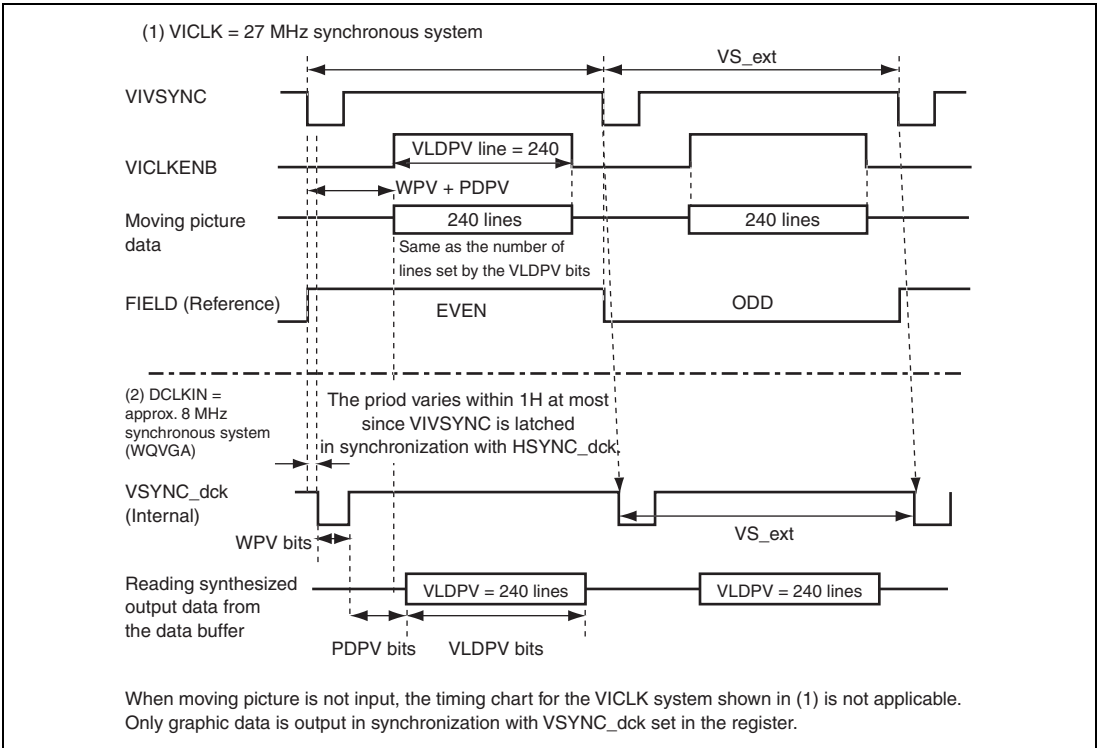 (1) VICLK = 27 MHz synchronous system
VS_ext
VIVSYNC
VLDPV line = 240
VICLKENB
WPV + PDPV
Moving picture
data
240 lines
240 lines
Same as the number of
lines set by the VLDPV bits
FIELD (Reference)
EVEN
ODD
(2) DCLKIN =
approx. 8 MHz
synchronous system
(WQVGA)
The priod varies within 1H at most
since VIVSYNC is latched
in synchronization with HSYNC_dck.
VSYNC_dck
(Internal)
VS_ext
WPV bits
Reading synthesized
output data from
the data buffer
VLDPV = 240 lines
VLDPV = 240 lines
PDPV bits
VLDPV bits
When moving picture is not input, the timing chart for the VICLK system shown in (1) is not applicable.
Only graphic data is output in synchronization with VSYNC_dck set in the register.